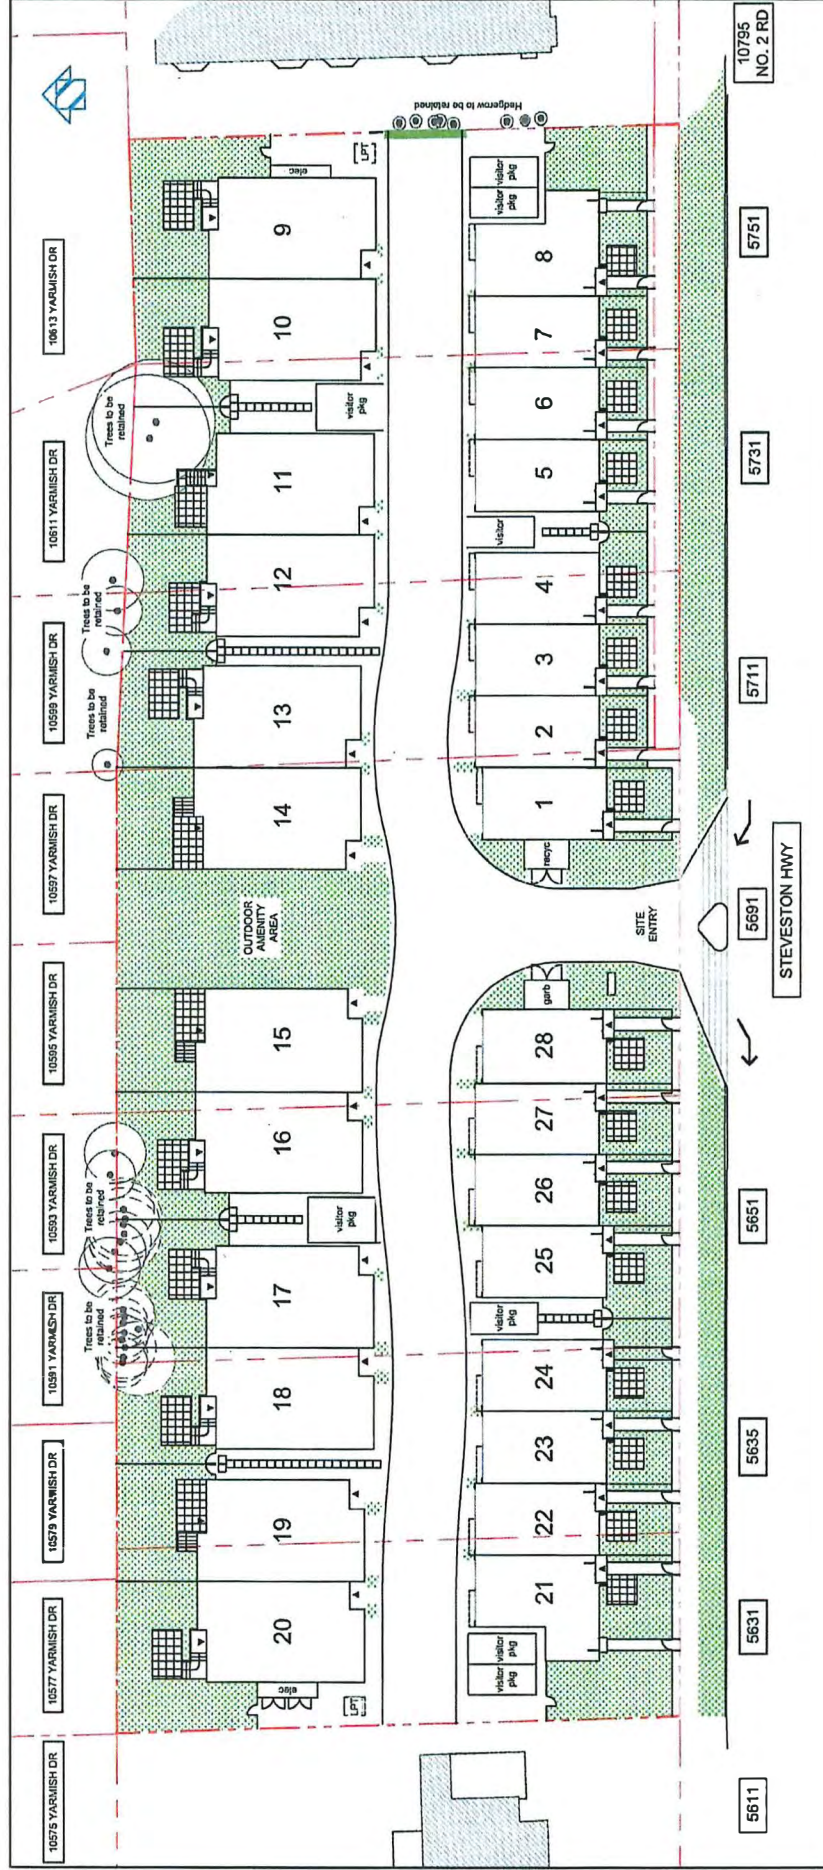 10575 YARMISH DR
10577 YARMISH DR
10579 YARMISH DR
10591 YARMISH DR
10593 YARMISH DR
10595 YARMISH DR
10597 YARMISH DR
10599 YARMISH DR
10611 YARMISH DR
10613 YARMISH DR
Trees to be
retained
Trees to be
retained
Trees to be
retained
Trees to be
retained
Trees to be
retained
20
19
18
17
16
15
OUTDOOR
AMENITY
AREA
14
13
12
11
10
9
elec
elec
LPT
LPT
visitor
pkg
visitor
pkg
Hedgerow to be retained
visitor
pkg
visitor
pkg
21
22
23
24
visitor
pkg
25
26
27
28
garb
SITE
ENTRY
recyc
1
2
3
4
visitor
5
6
7
8
visitor
pkg
visitor
pkg
5611
5631
5635
5651
5691
5711
5731
5751
10795
NO. 2 RD
STEVESTON HWY